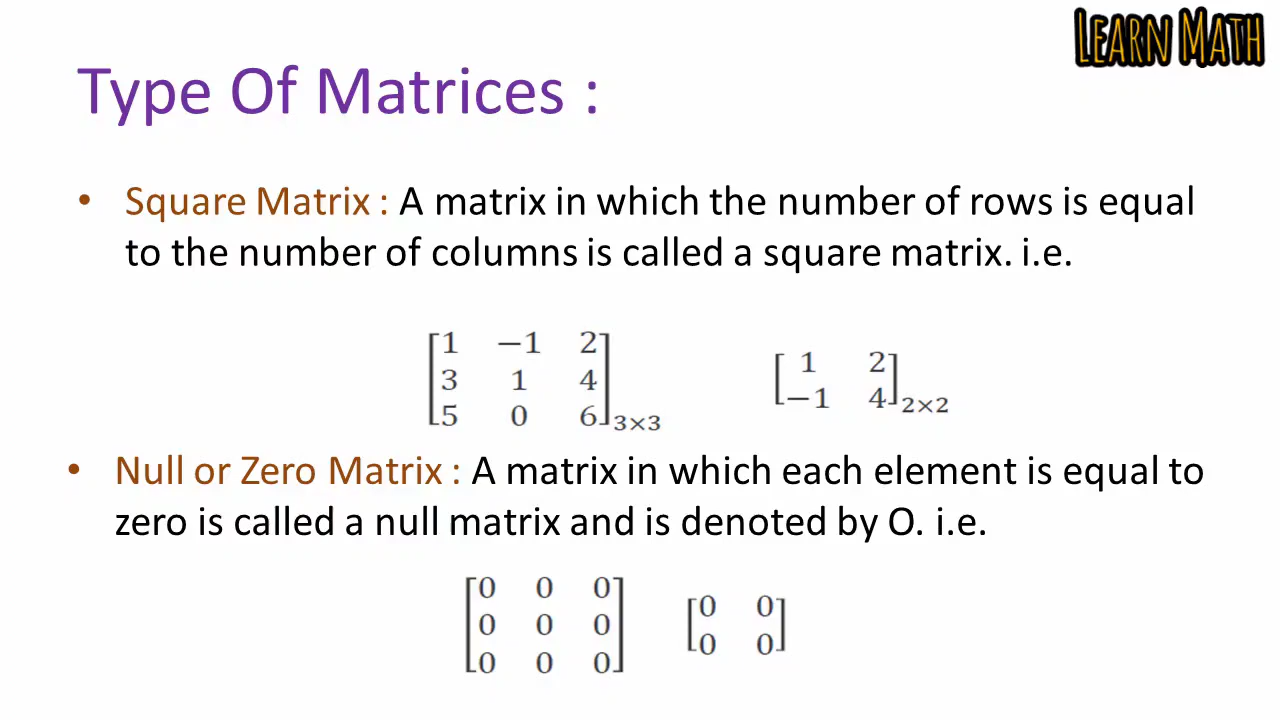 LEARN MATH
Type Of Matrices :
• Square Matrix : A matrix in which the number of rows is equal
to the number of columns is called a square matrix. i.e.
[1 −1 2
3 1 4
5 0 6]3×3
[1 2
−1 4]2×2
• Null or Zero Matrix : A matrix in which each element is equal to
zero is called a null matrix and is denoted by O. i.e.
[0 0 0
0 0 0
0 0 0]
[0 0
0 0]